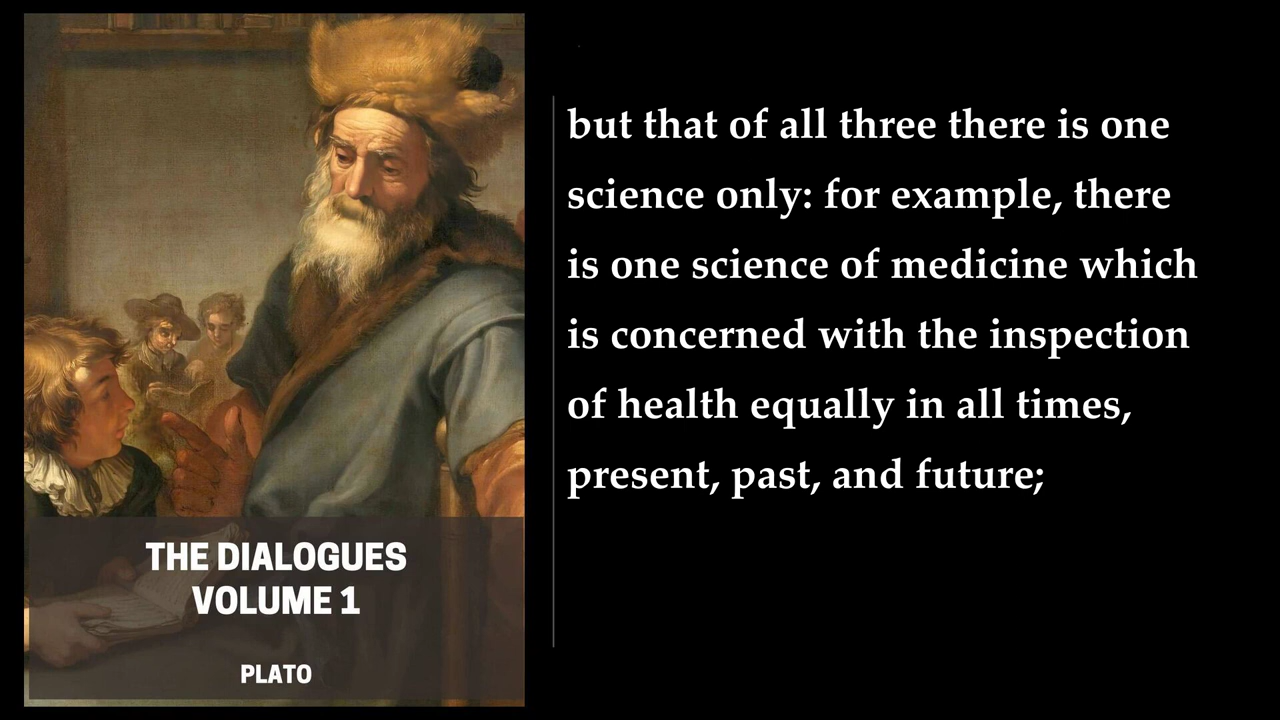 THE DIALOGUES
VOLUME 1
PLATO
but that of all three there is one
science only: for example, there
is one science of medicine which
is concerned with the inspection
of health equally in all times,
present, past, and future;